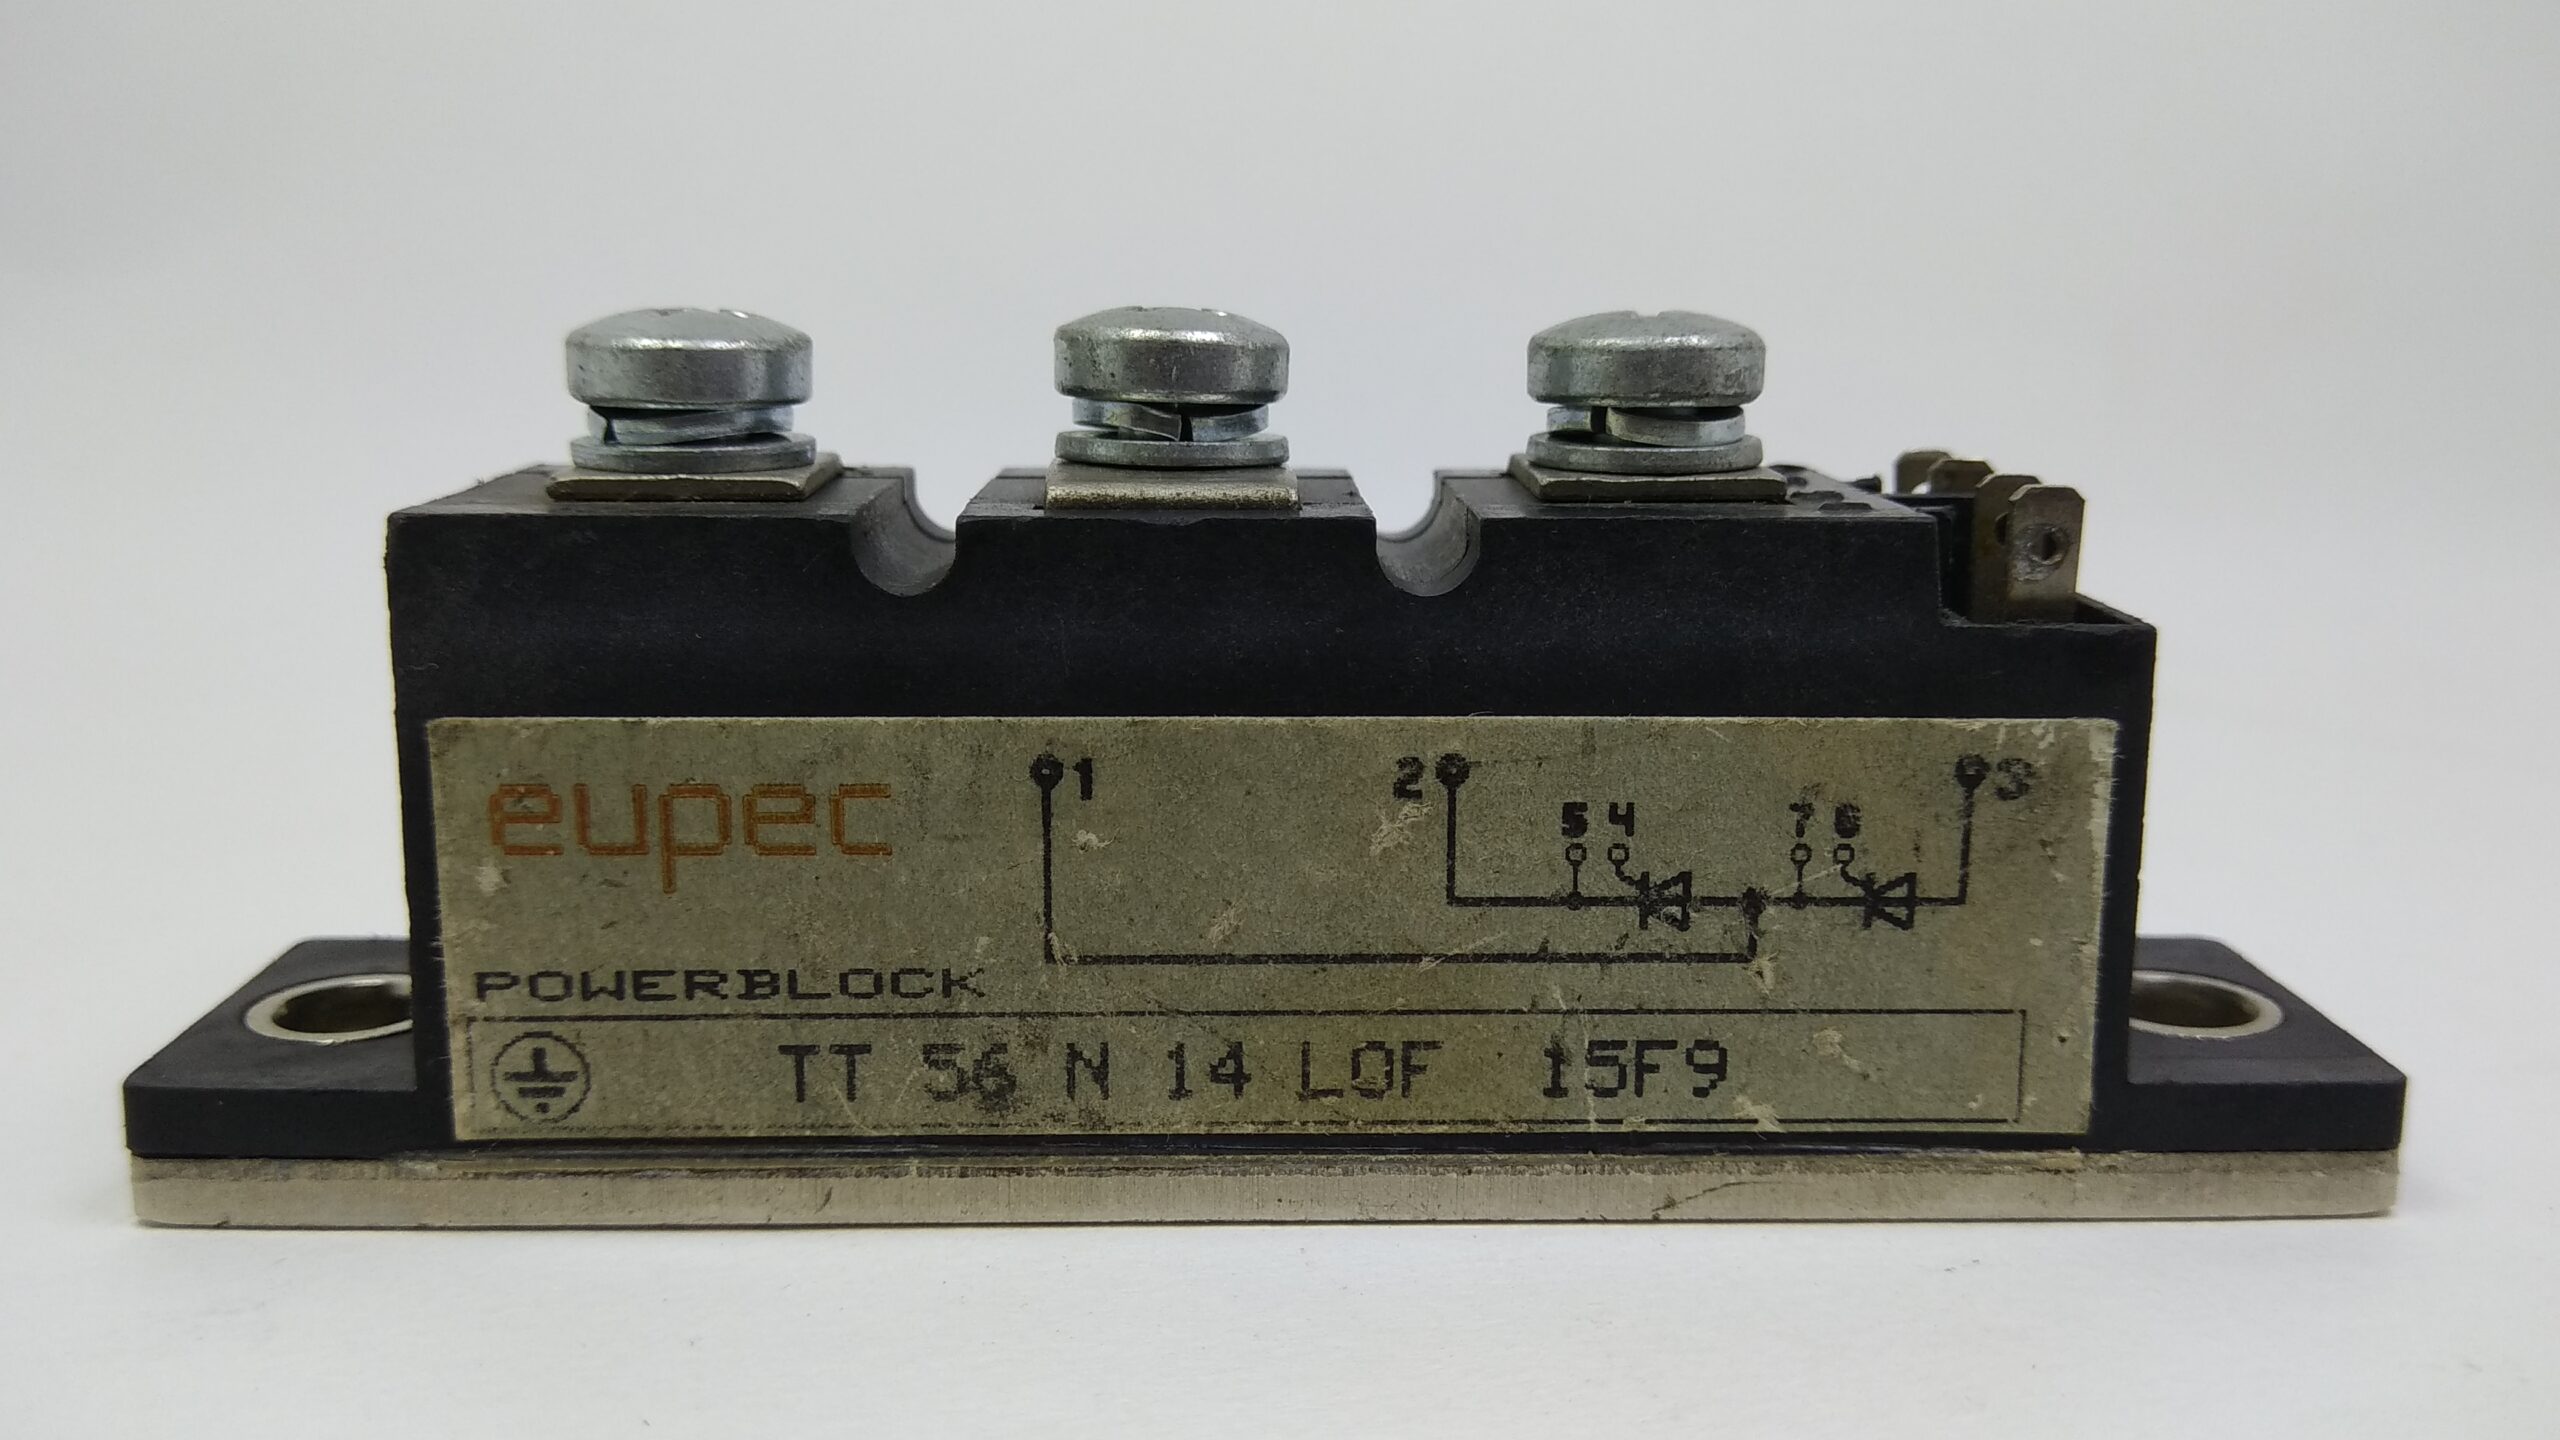 eupec
1 2 3
5 4 7 6
POWERBLOCK
TT 56 N 14 LOF 15F9